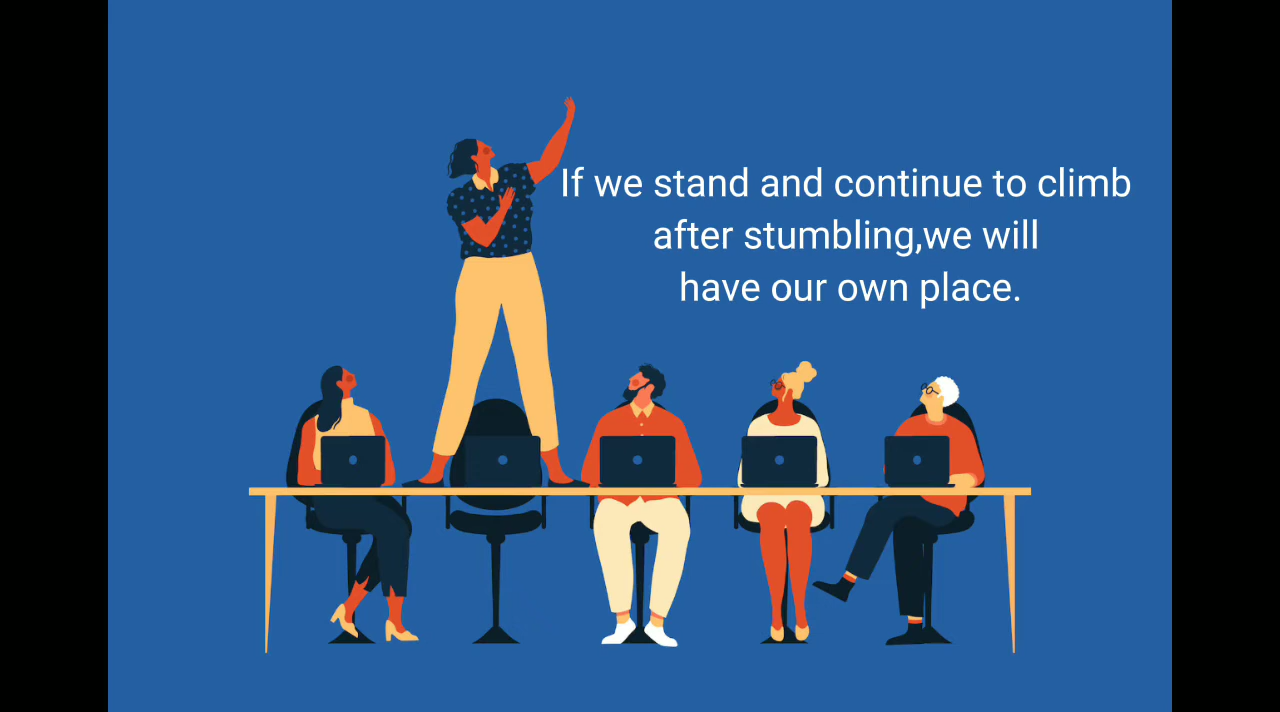 If we stand and continue to climb
after stumbling,we will
have our own place.